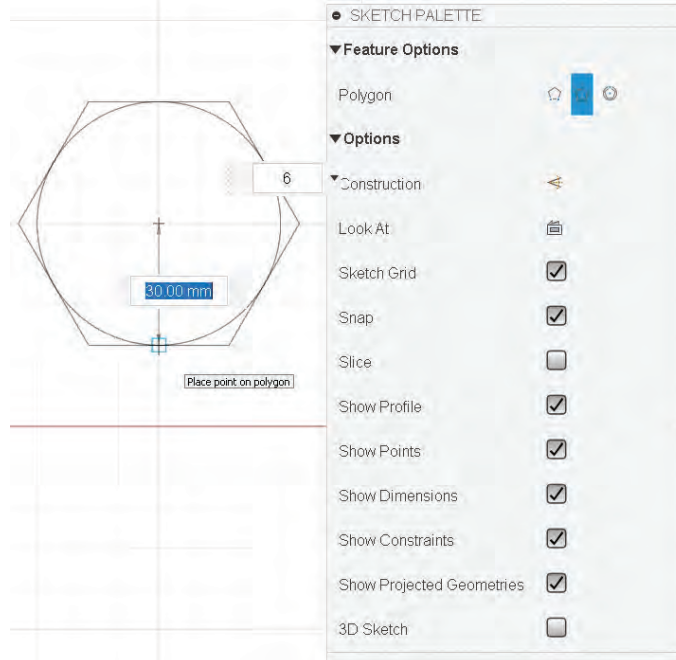 SKETCH PALETTE
▼Feature Options
Polygon
▼Options
6
Construction
Look At
30.00 mm
Sketch Grid
Snap
Slice
Place point on polygon
Show Profile
Show Points
Show Dimensions
Show Constraints
Show Projected Geometries
3D Sketch